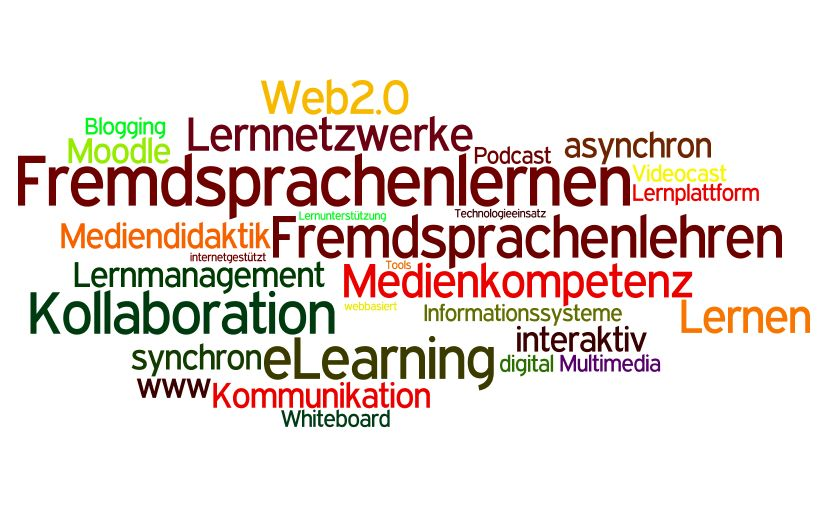 Web2.0
Blogging
Lernnetzwerke
Moodle
Podcast
asynchron
Fremdsprachenlernen
Videocast
Lernplattform
Lernunterstützung
Technologieeinsatz
Mediendidaktik
Fremdsprachenlehren
internetgestützt
Lernmanagement
Tools
Medienkompetenz
Kollaboration
webbasiert
Informationssysteme
Lernen
synchron
eLearning
interaktiv
digital
Multimedia
www
Kommunikation
Whiteboard